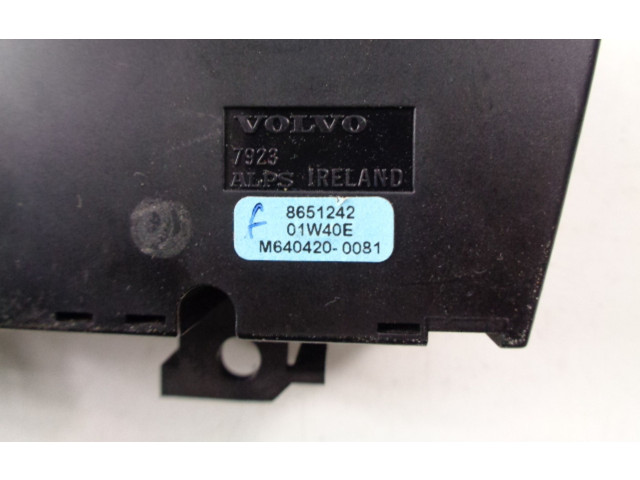 VOLVO
7923
ALPS IRELAND
f 8651242
01W40E
M640420-0081